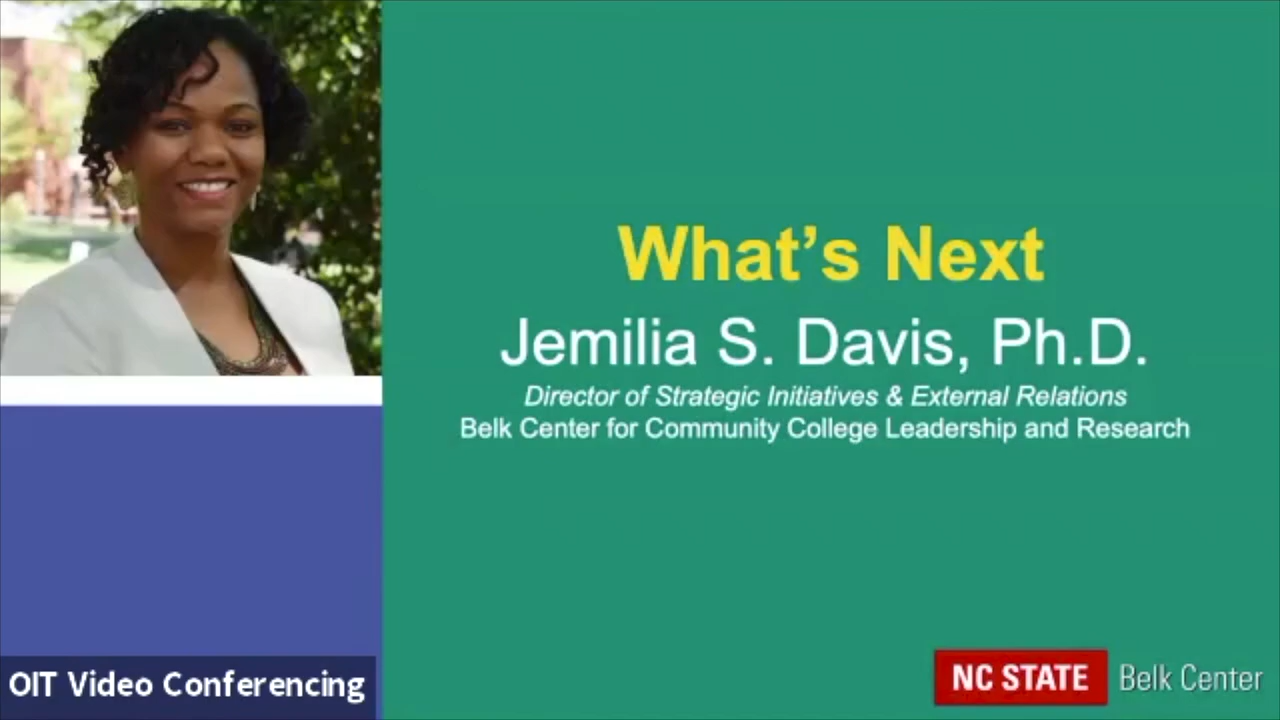 What's Next
Jemilia S. Davis, Ph.D.
Director of Strategic Initiatives & External Relations
Belk Center for Community College Leadership and Research
OIT Video Conferencing
NC STATE Belk Center